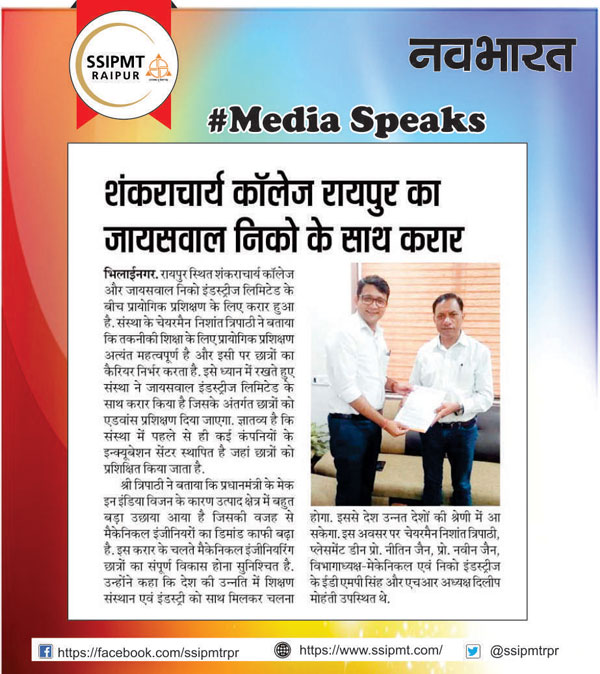 SSIPMT
RAIPUR
नवभारत
#Media Speaks
शंकराचार्य कॉलेज रायपुर का
जायसवाल निको के साथ करार
भिलाईनगर. रायपुर स्थित शंकराचार्य कॉलेज
और जायसवाल निको इंडस्ट्रीज लिमिटेड के
बीच प्रायोगिक प्रशिक्षण के लिए करार हुआ
है. संस्था के चेयरमैन निशांत त्रिपाठी ने बताया
कि तकनीकी शिक्षा के लिए प्रायोगिक प्रशिक्षण
अत्यंत महत्वपूर्ण है और इसी पर छात्रों का
कैरियर निर्भर करता है. इसे ध्यान में रखते हुए
संस्था ने जायसवाल इंडस्ट्रीज लिमिटेड के
साथ करार किया है जिसके अंतर्गत छात्रों को
एडवांस प्रशिक्षण दिया जाएगा. ज्ञातव्य है कि
संस्था में पहले से ही कई कंपनियों के
इन्क्यूबेशन सेंटर स्थापित है जहां छात्रों को
प्रशिक्षित किया जाता है.
श्री त्रिपाठी ने बताया कि प्रधानमंत्री के मेक
इन इंडिया विजन के कारण उत्पाद क्षेत्र में बहुत
बड़ा उछाया आया है जिसकी वजह से
मैकेनिकल इंजीनियरों का डिमांड काफी बढ़ा
है. इस करार के चलते मैकेनिकल इंजीनियरिंग
छात्रों का संपूर्ण विकास होना सुनिश्चित है.
उन्होंने कहा कि देश की उन्नति में शिक्षण
संस्थान एवं इंडस्ट्री को साथ मिलकर चलना
होगा. इससे देश उन्नत देशों की श्रेणी में आ
सकेगा. इस अवसर पर चेयरमैन निशांत त्रिपाठी,
प्लेसमेंट डीन प्रो. नीतिन जैन, प्रो. नवीन जैन,
विभागाध्यक्ष-मेकेनिकल एवं निको इंडस्ट्रीज
के ईडी एमपी सिंह और एचआर अध्यक्ष दिलीप
मोहंती उपस्थित थे.
https://facebook.com/ssipmtrpr
https://www.ssipmt.com/
@ssipmtrpr